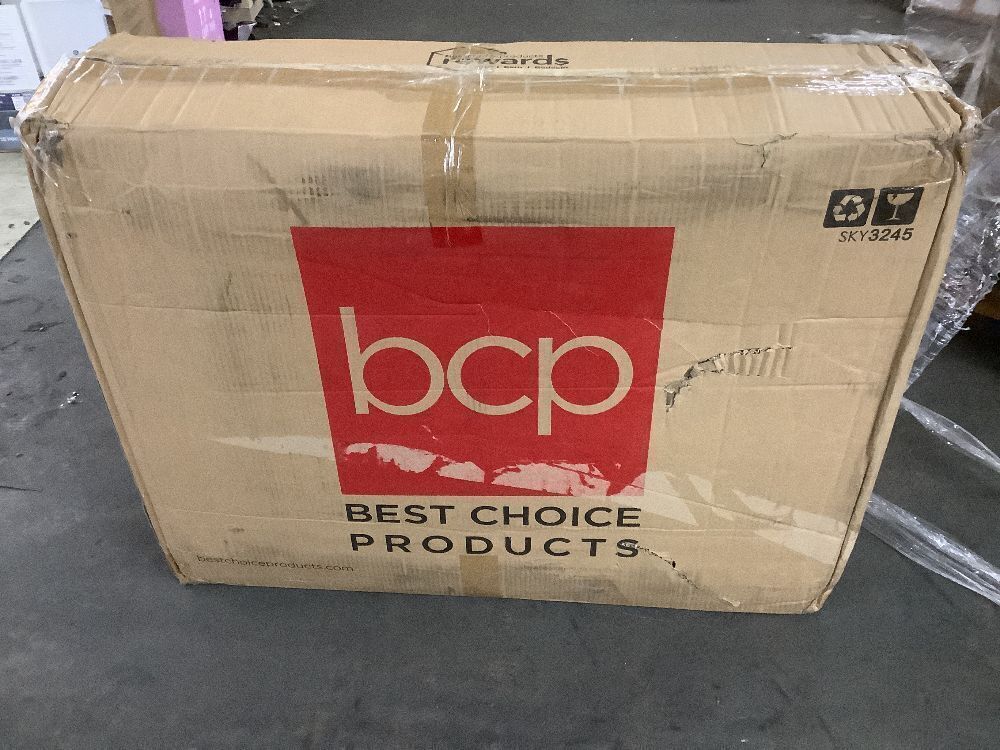 rewards
SKY3245
bcp
BEST CHOICE
PRODUCTS
bestchoiceproducts.com